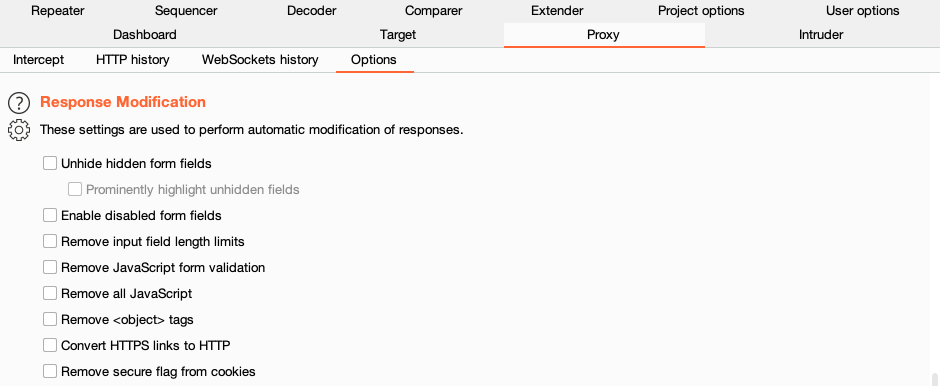 Repeater Sequencer Decoder Comparer Extender Project options User options
Dashboard Target Proxy Intruder
Intercept HTTP history WebSockets history Options
? Response Modification
These settings are used to perform automatic modification of responses.
Unhide hidden form fields
Prominently highlight unhidden fields
Enable disabled form fields
Remove input field length limits
Remove JavaScript form validation
Remove all JavaScript
Remove <object> tags
Convert HTTPS links to HTTP
Remove secure flag from cookies